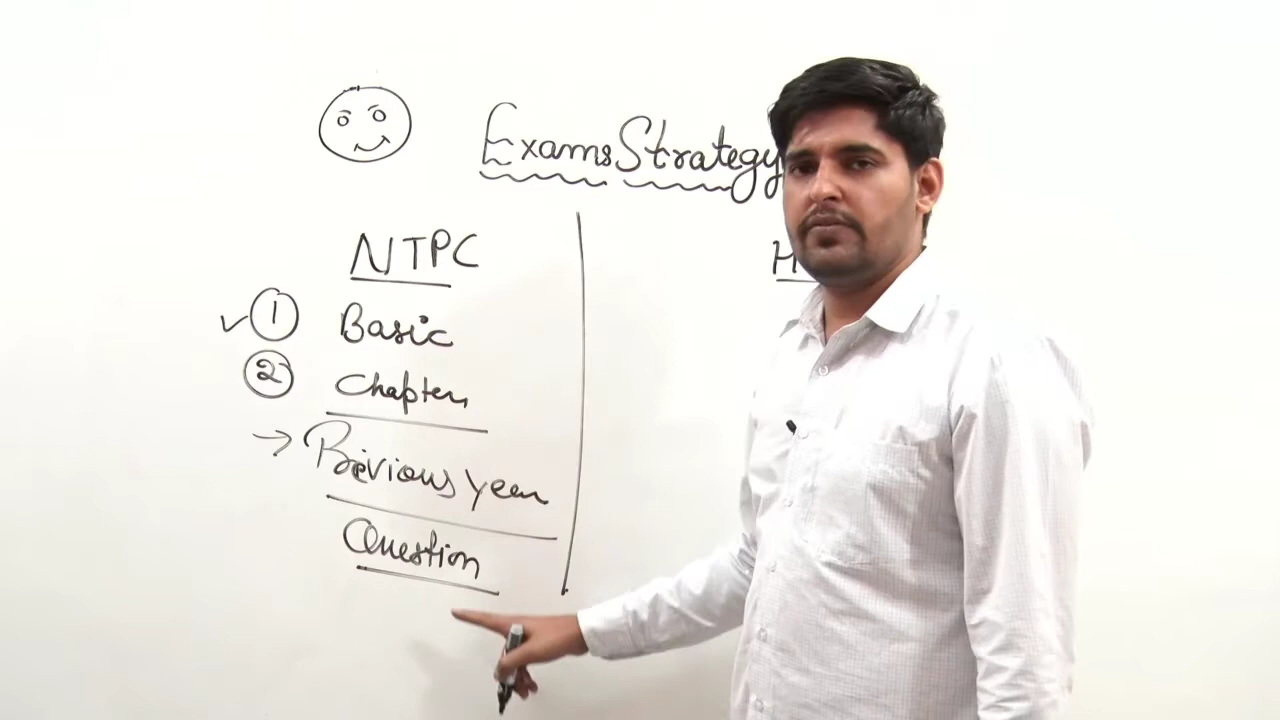 Exams Strategy
NTPC
H
1 Basic
2 Chapter
→ Previous year
Question